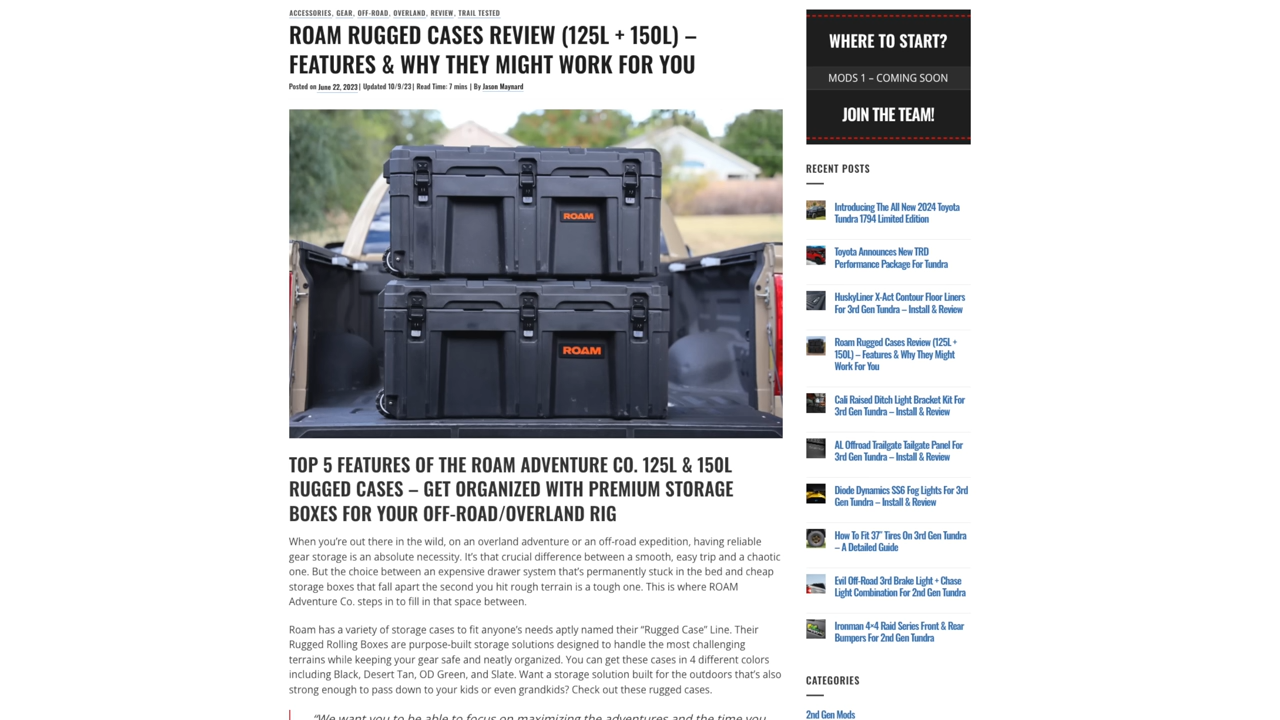 ACCESSORIES, GEAR, OFF-ROAD, OVERLAND, REVIEW, TRAIL TESTED
ROAM RUGGED CASES REVIEW (125L + 150L) –
FEATURES & WHY THEY MIGHT WORK FOR YOU
Posted on June 22, 2023 | Updated 10/9/23 | Read Time: 7 mins | By Jason Maynard
ROAM
ROAM
TOP 5 FEATURES OF THE ROAM ADVENTURE CO. 125L & 150L
RUGGED CASES – GET ORGANIZED WITH PREMIUM STORAGE
BOXES FOR YOUR OFF-ROAD/OVERLAND RIG
When you’re out there in the wild, on an overland adventure or an off-road expedition, having reliable
gear storage is an absolute necessity. It’s that crucial difference between a smooth, easy trip and a chaotic
one. But the choice between an expensive drawer system that’s permanently stuck in the bed and cheap
storage boxes that fall apart the second you hit rough terrain is a tough one. This is where ROAM
Adventure Co. steps in to fill in that space between.
Roam has a variety of storage cases to fit anyone’s needs aptly named their “Rugged Case” Line. Their
Rugged Rolling Boxes are purpose-built storage solutions designed to handle the most challenging
terrains while keeping your gear safe and neatly organized. You can get these cases in 4 different colors
including Black, Desert Tan, OD Green, and Slate. Want a storage solution built for the outdoors that’s also
strong enough to pass down to your kids or even grandkids? Check out these rugged cases.
“We want you to be able to focus on maximizing the adventures and the time you
WHERE TO START?
MODS 1 – COMING SOON
JOIN THE TEAM!
RECENT POSTS
Introducing The All New 2024 Toyota
Tundra 1794 Limited Edition
Toyota Announces New TRD
Performance Package For Tundra
HuskyLiner X-Act Contour Floor Liners
For 3rd Gen Tundra – Install & Review
Roam Rugged Cases Review (125L +
150L) – Features & Why They Might
Work For You
Cali Raised Ditch Light Bracket Kit For
3rd Gen Tundra – Install & Review
AL Offroad Trailgate Tailgate Panel For
3rd Gen Tundra – Install & Review
Diode Dynamics SS6 Fog Lights For 3rd
Gen Tundra – Install & Review
How To Fit 37” Tires On 3rd Gen Tundra
– A Detailed Guide
Evil Off-Road 3rd Brake Light + Chase
Light Combination For 2nd Gen Tundra
Ironman 4×4 Raid Series Front & Rear
Bumpers For 2nd Gen Tundra
CATEGORIES
2nd Gen Mods